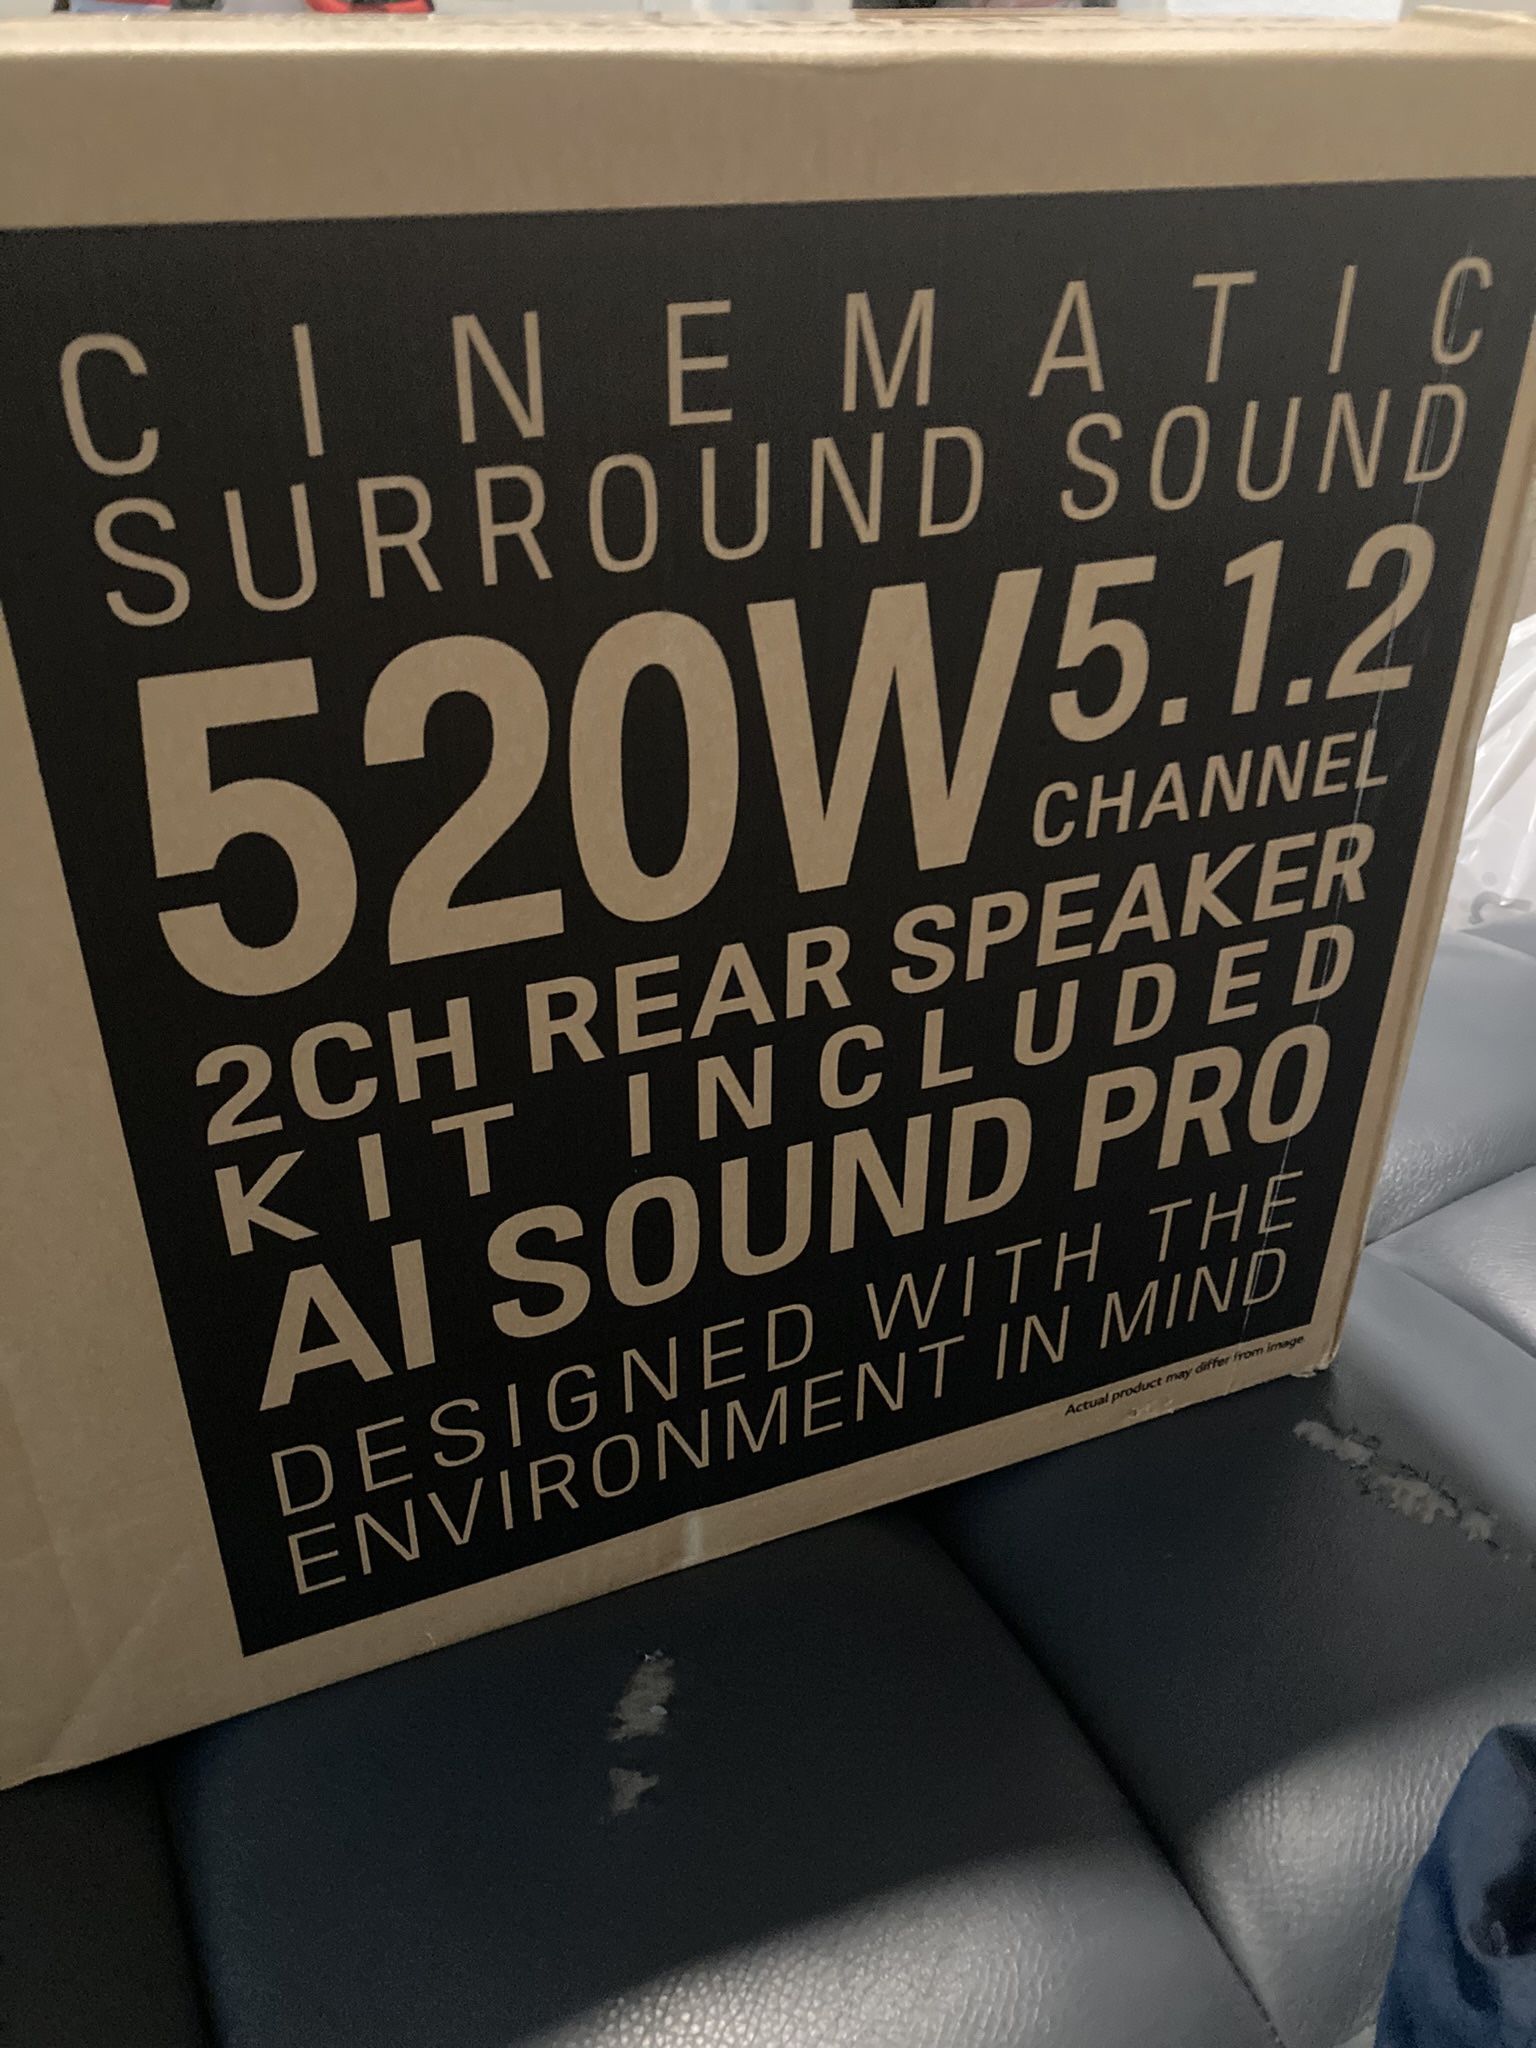 CINEMATIC
SURROUND SOUND
520W 5.1.2
CHANNEL
2CH REAR SPEAKER
KIT INCLUDED
AI SOUND PRO
DESIGNED WITH THE
ENVIRONMENT IN MIND
Actual product may differ from image.